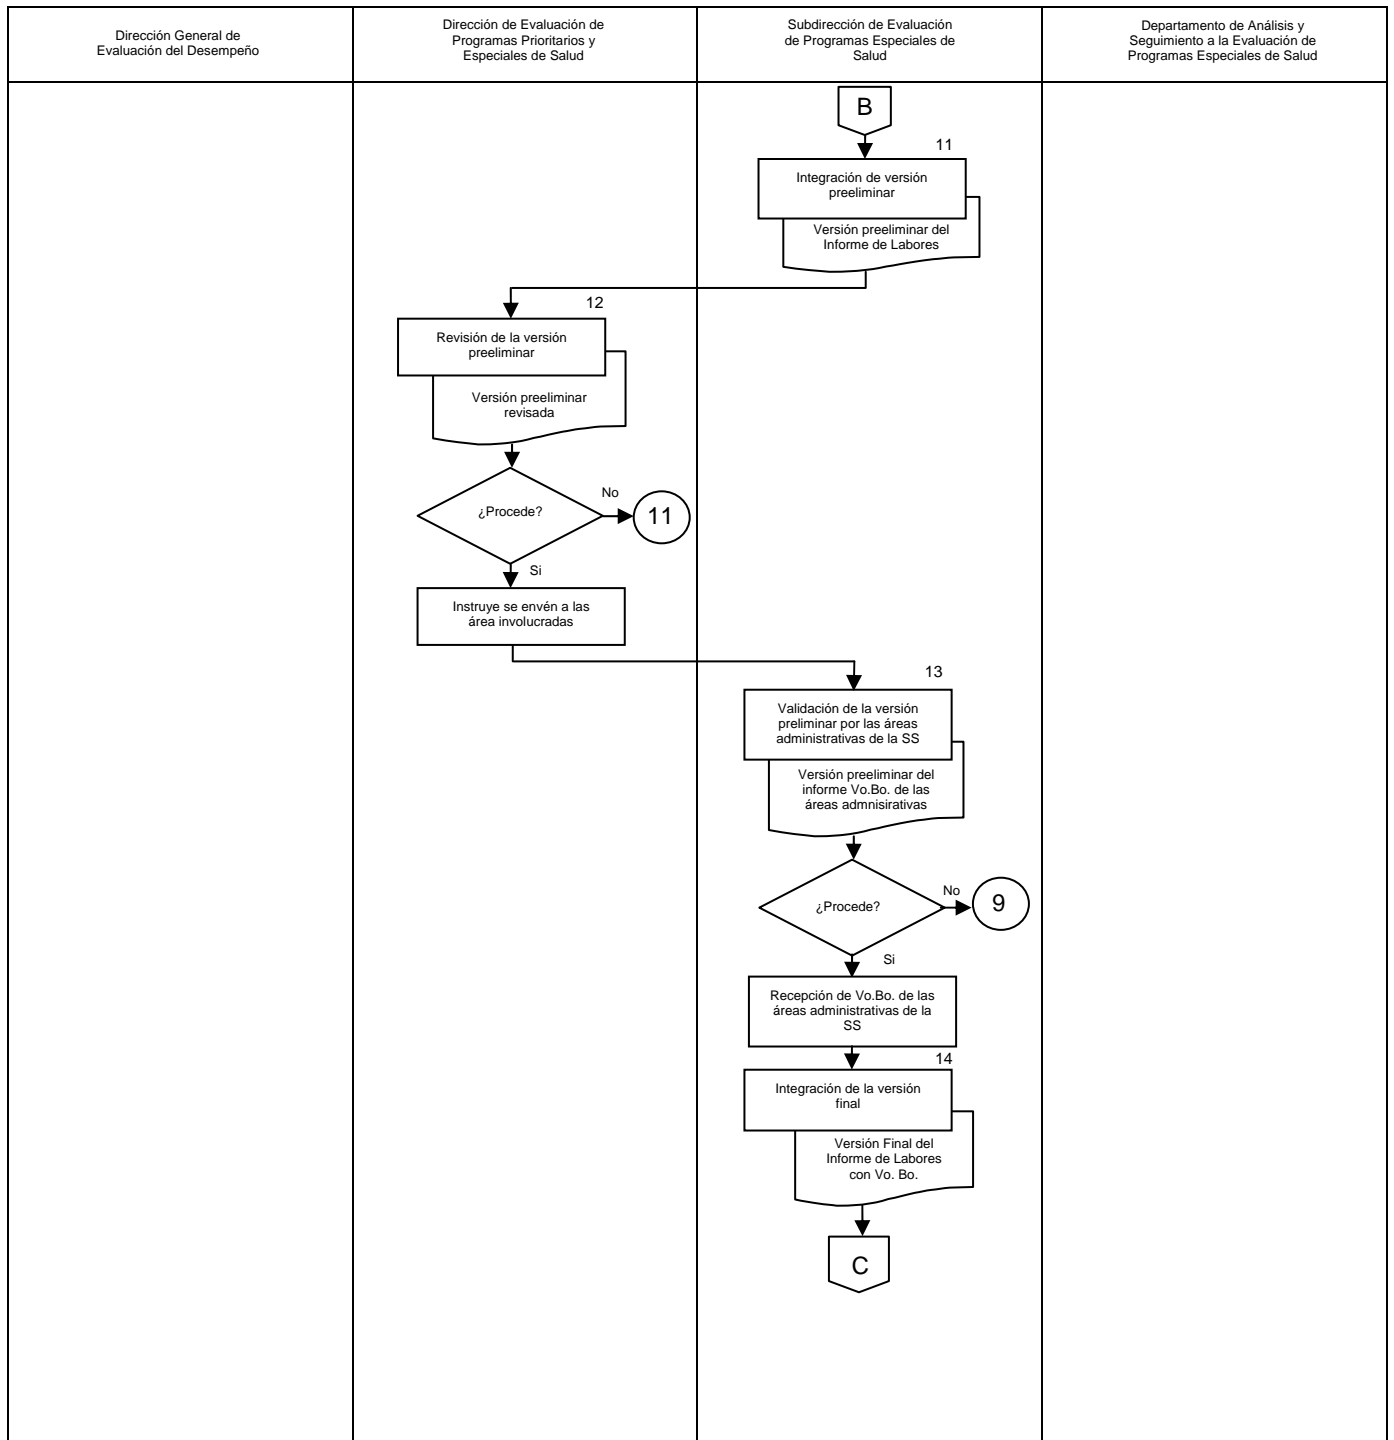 Dirección General de
Evaluación del Desempeño
Dirección de Evaluación de
Programas Prioritarios y
Especiales de Salud
Subdirección de Evaluación
de Programas Especiales de
Salud
Departamento de Análisis y
Seguimiento a la Evaluación de
Programas Especiales de Salud
B
11
Integración de versión
preeliminar
Versión preeliminar del
Informe de Labores
12
Revisión de la versión
preeliminar
Versión preeliminar
revisada
¿Procede?
No
11
Si
Instruye se envén a las
área involucradas
13
Validación de la versión
preliminar por las áreas
administrativas de la SS
Versión preeliminar del
informe Vo.Bo. de las
áreas admnisirativas
¿Procede?
No
9
Si
Recepción de Vo.Bo. de las
áreas administrativas de la
SS
14
Integración de la versión
final
Versión Final del
Informe de Labores
con Vo. Bo.
C